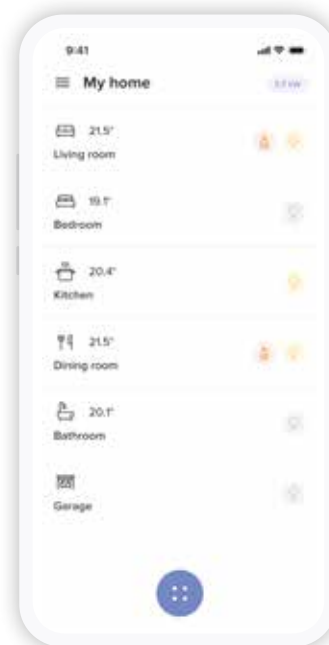 9:41
My home
21.5°
Living room
19.1°
Bedroom
20.4°
Kitchen
21.5°
Dining room
20.1°
Bathroom
Garage